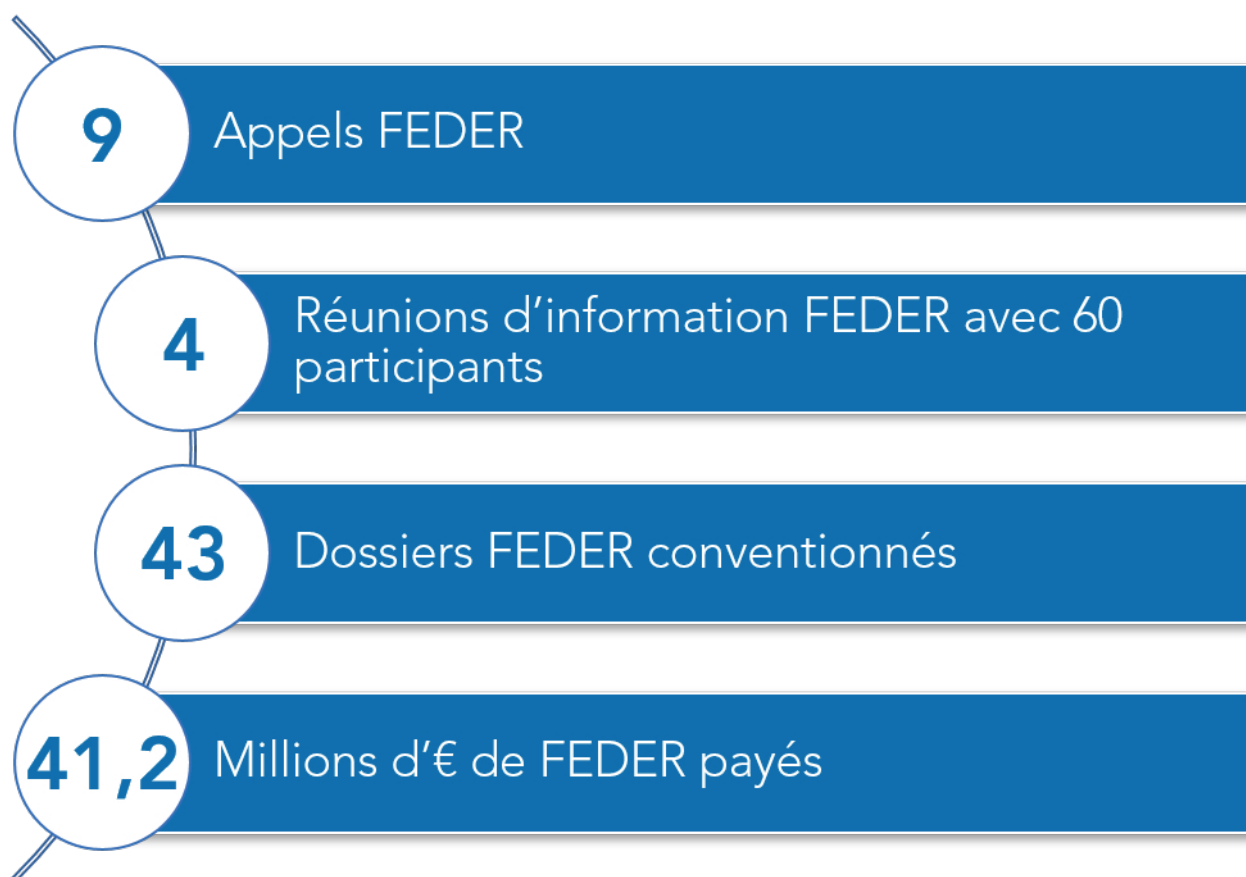 9
Appels FEDER
4
Réunions d’information FEDER avec 60
participants
43
Dossiers FEDER conventionnés
41,2
Millions d’€ de FEDER payés